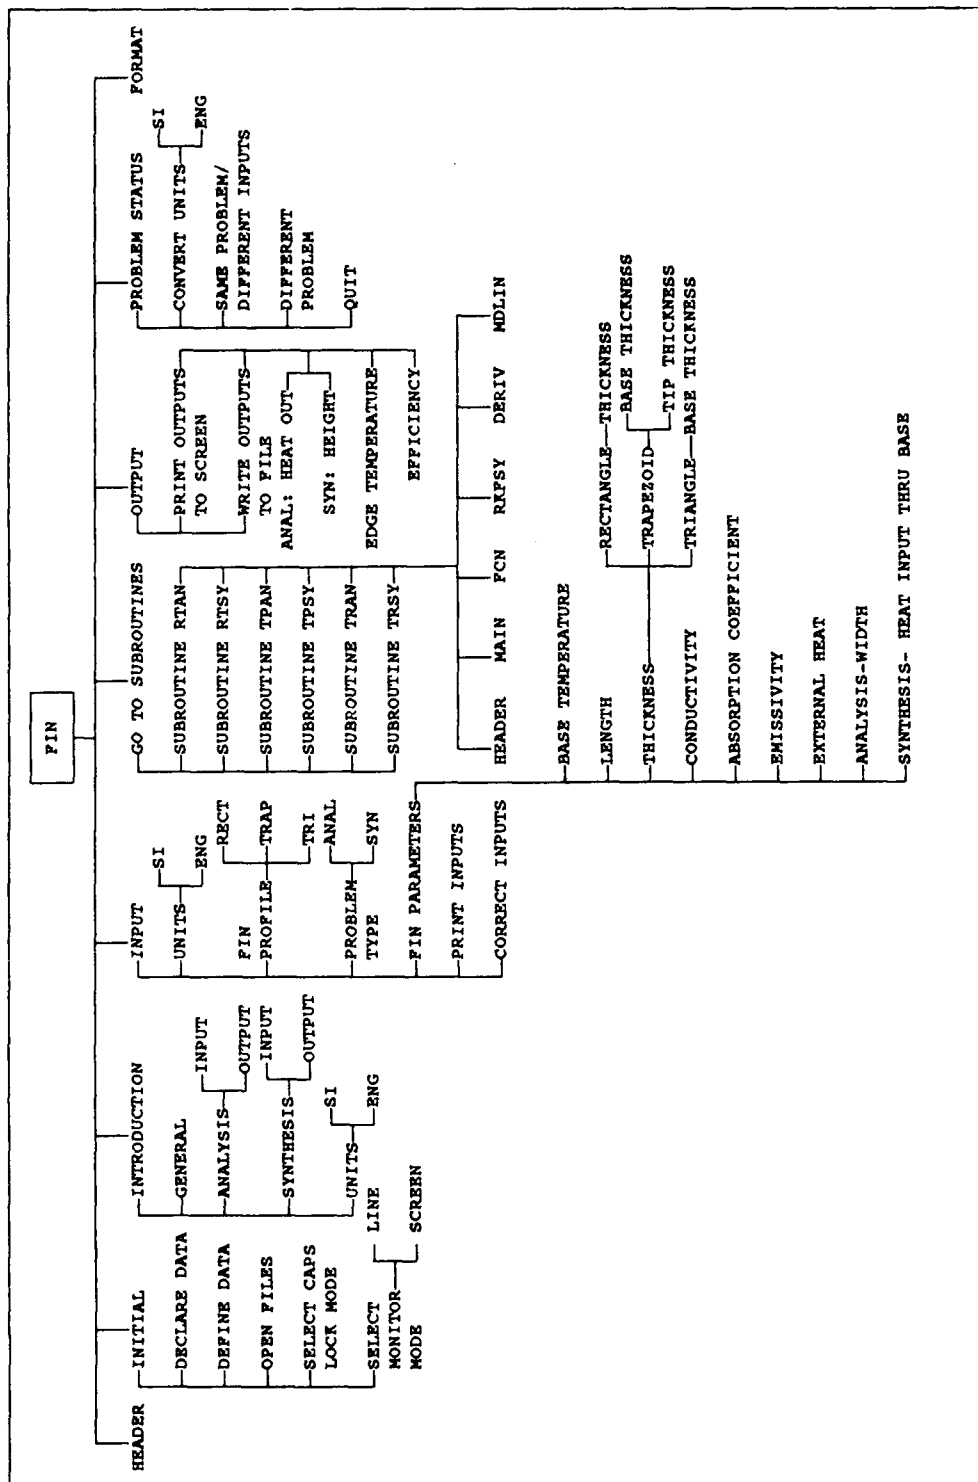 FIN
HEADER
INITIAL
DECLARE DATA
DEFINE DATA
OPEN FILES
SELECT CAPS
LOCK MODE
SELECT
MONITOR
MODE
LINE
SCREEN
INTRODUCTION
GENERAL
ANALYSIS
INPUT
OUTPUT
SYNTHESIS
INPUT
OUTPUT
UNITS
SI
ENG
INPUT
UNITS
SI
ENG
FIN
PROFILE
RECT
TRAP
TRI
PROBLEM
TYPE
ANAL
SYN
FIN PARAMETERS
PRINT INPUTS
CORRECT INPUTS
BASE TEMPERATURE
LENGTH
THICKNESS
RECTANGLE
THICKNESS
TRAPEZOID
BASE THICKNESS
TIP THICKNESS
TRIANGLE
BASE THICKNESS
CONDUCTIVITY
ABSORPTION COEFFICIENT
EMISSIVITY
EXTERNAL HEAT
ANALYSIS-WIDTH
SYNTHESIS- HEAT INPUT THRU BASE
GO TO SUBROUTINES
SUBROUTINE RTAN
SUBROUTINE RTSY
SUBROUTINE TPAN
SUBROUTINE TPSY
SUBROUTINE TRAN
SUBROUTINE TRSY
HEADER
MAIN
FCN
RKFSY
DERIV
MDLIN
OUTPUT
PRINT OUTPUTS
TO SCREEN
WRITE OUTPUTS
TO FILE
ANAL: HEAT OUT
SYN: HEIGHT
EDGE TEMPERATURE
EFFICIENCY
PROBLEM STATUS
CONVERT UNITS
SI
ENG
SAME PROBLEM/
DIFFERENT INPUTS
DIFFERENT
PROBLEM
QUIT
FORMAT